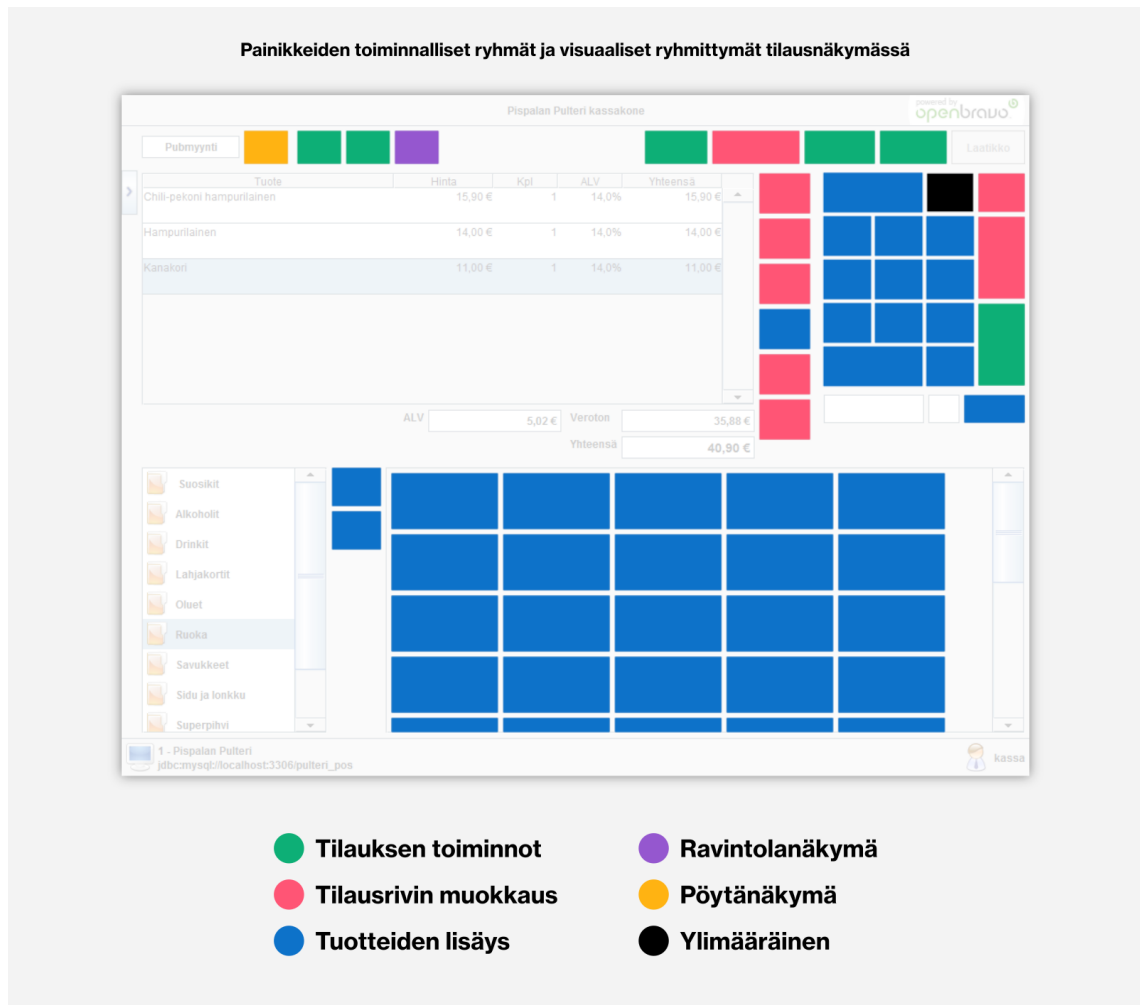 Painikkeiden toiminnalliset ryhmät ja visuaaliset ryhmittymät tilausnäkymässä
Pispalan Pulteri kassakone
powered by
openbravo
Pubmyynti
Laatikko
Tuote Hinta Kpl ALV Yhteensä
Chili-pekoni hampurilainen 15,90 € 1 14,0% 15,90 €
Hampurilainen 14,00 € 1 14,0% 14,00 €
Kanakori 11,00 € 1 14,0% 11,00 €
ALV 5,02 € Veroton 35,88 €
Yhteensä 40,90 €
Suosikit
Alkoholit
Drinkit
Lahjakortit
Oluet
Ruoka
Savukkeet
Sidu ja lonkku
Superpihvi
1 - Pispalan Pulteri
jdbc:mysql://localhost:3306/pulteri_pos
kassa
Tilauksen toiminnot
Ravintolanäkymä
Tilausrivin muokkaus
Pöytänäkymä
Tuotteiden lisäys
Ylimääräinen